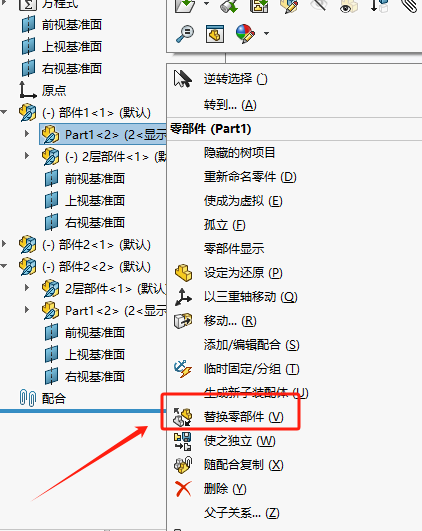 方程式
前视基准面
上视基准面
右视基准面
原点
(-) 部件1<1> (默认)
Part1<2> (2<显示
(-) 2层部件<1> (默认)
前视基准面
上视基准面
右视基准面
(-) 部件2<1> (默认)
(-) 部件2<2> (默认)
2层部件<1> (默认)
Part1<2> (2<显示
前视基准面
上视基准面
右视基准面
配合
逆转选择 (`)
转到... (A)
零部件 (Part1)
隐藏的树项目
重新命名零件 (D)
使成为虚拟 (E)
孤立 (F)
零部件显示
设定为还原 (P)
以三重轴移动 (Q)
移动... (R)
添加/编辑配合 (S)
临时固定/分组 (T)
生成新子装配体 (U)
替换零部件 (V)
使之独立 (W)
随配合复制 (X)
删除 (Y)
父子关系... (Z)